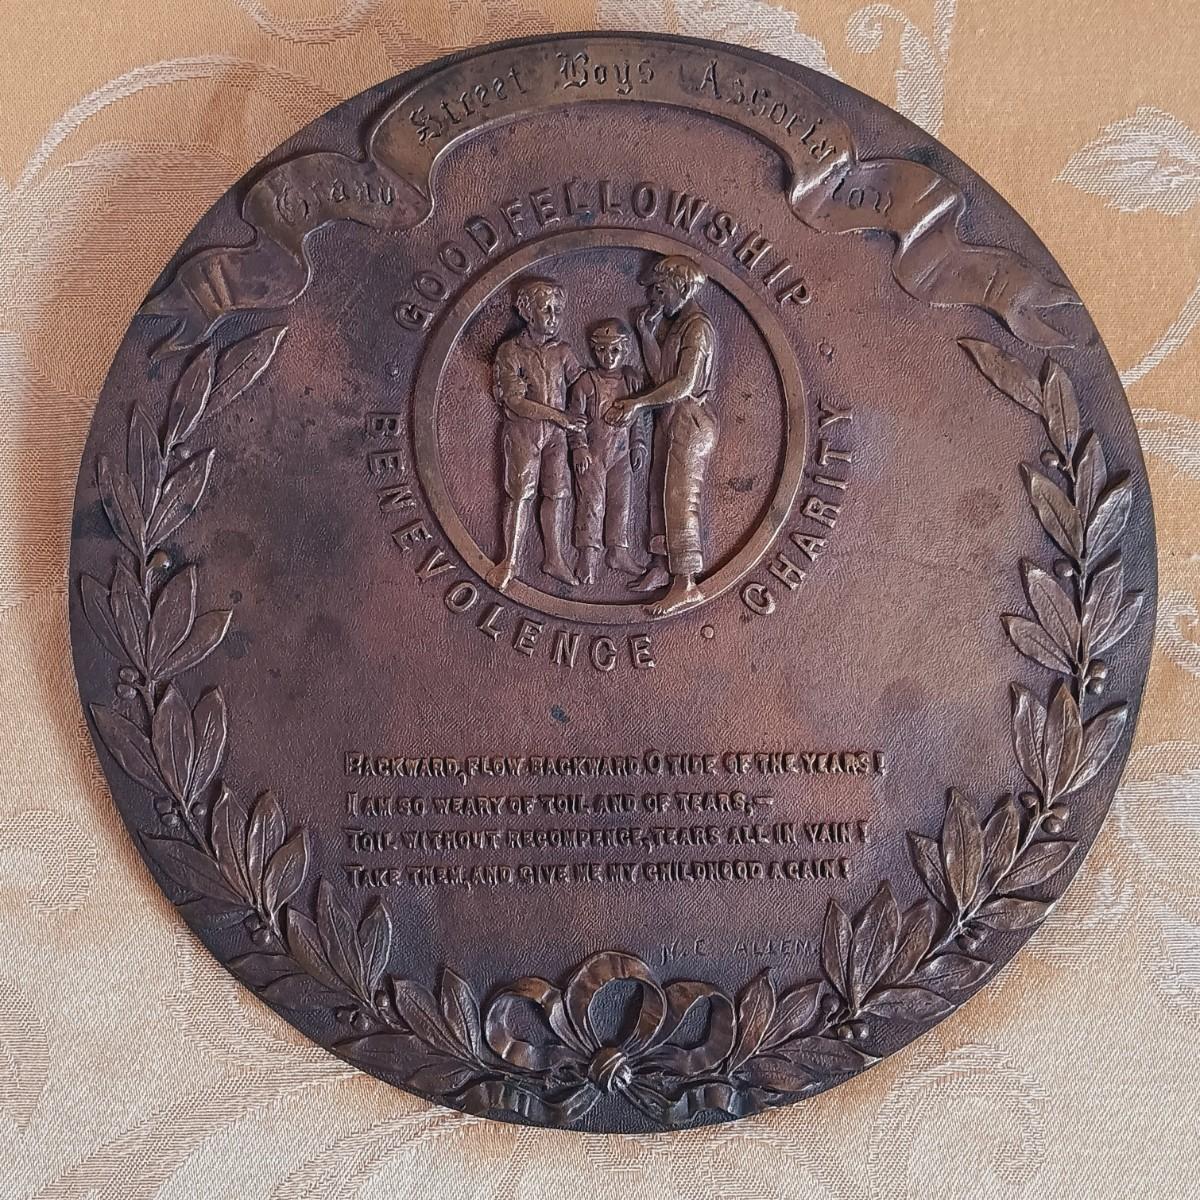 Grand Street Boys Association
GOODFELLOWSHIP ·
BENEVOLENCE · CHARITY ·
BACKWARD, FLOW BACKWARD O TIDE OF THE YEARS!
I AM SO WEARY OF TOIL AND OF TEARS,—
TOIL WITHOUT RECOMPENCE, TEARS ALL IN VAIN!
TAKE THEM, AND GIVE ME MY CHILDHOOD AGAIN!
N. E. ALLEN